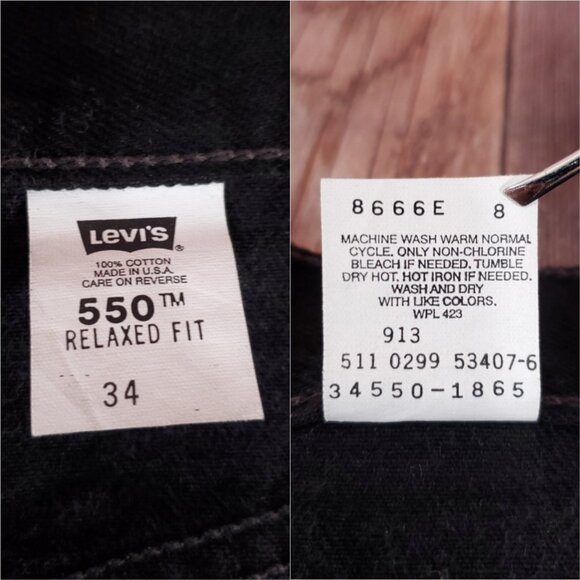 Levi's
®
100% COTTON
MADE IN U.S.A.
CARE ON REVERSE
550™
RELAXED FIT
34
8666E 8
MACHINE WASH WARM NORMAL
CYCLE. ONLY NON-CHLORINE
BLEACH IF NEEDED. TUMBLE
DRY HOT. HOT IRON IF NEEDED.
WASH AND DRY
WITH LIKE COLORS.
WPL 423
913
511 0299 53407-6
34550-1865